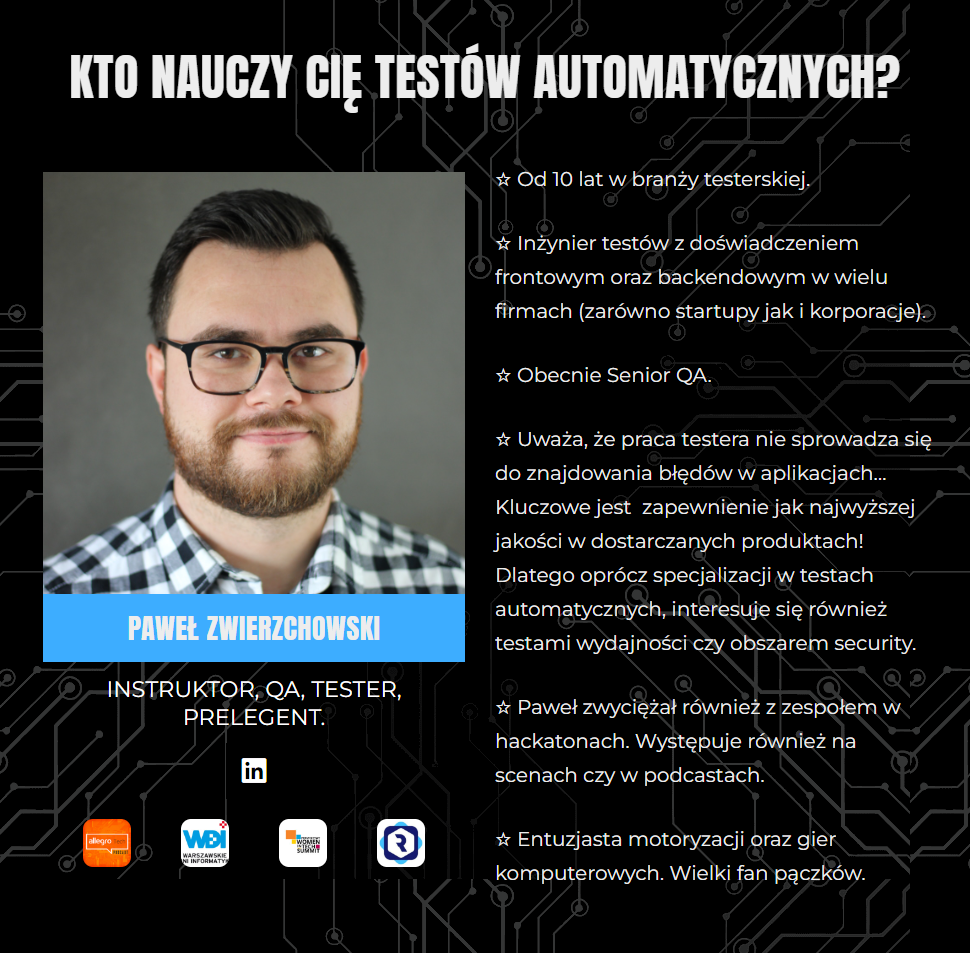 KTO NAUCZY CIĘ TESTÓW AUTOMATYCZNYCH?
☆ Od 10 lat w branży testerskiej.
☆ Inżynier testów z doświadczeniem
frontowym oraz backendowym w wielu
firmach (zarówno startupy jak i korporacje).
☆ Obecnie Senior QA.
☆ Uważa, że praca testera nie sprowadza się
do znajdowania błędów w aplikacjach...
Kluczowe jest zapewnienie jak najwyższej
jakości w dostarczanych produktach!
Dlatego oprócz specjalizacji w testach
automatycznych, interesuje się również
testami wydajności czy obszarem security.
☆ Paweł zwyciężał również z zespołem w
hackatonach. Występuje również na
scenach czy w podcastach.
☆ Entuzjasta motoryzacji oraz gier
komputerowych. Wielki fan pączków.
PAWEŁ ZWIERZCHOWSKI
INSTRUKTOR, QA, TESTER,
PRELEGENT.
in
allegro
WDI
WARSZAWSKIE
NI INFORMATY
WOMEN
IN TECH
SUMMIT
R